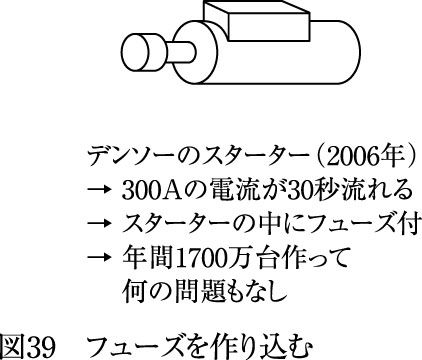 デンソーのスターター（2006年）
→ 300Aの電流が30秒流れる
→ スターターの中にフューズ付
→ 年間1700万台作って
何の問題もなし
図39　フューズを作り込む